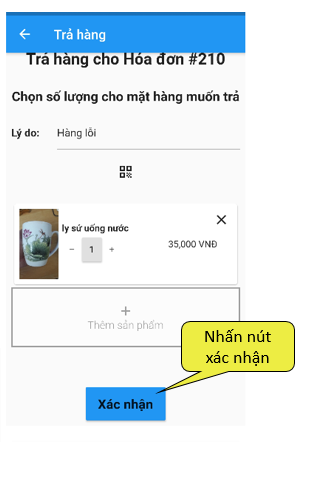 Trả hàng
Trả hàng cho Hóa đơn #210
Chọn số lượng cho mặt hàng muốn trả
Lý do: Hàng lỗi
ly sứ uống nước
- 1 + 35,000 VNĐ
+
Thêm sản phẩm
Nhấn nút
xác nhận
Xác nhận